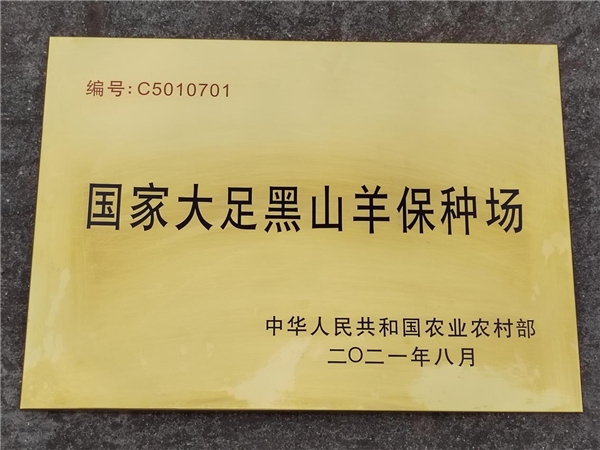 编号:C5010701
国家大足黑山羊保种场
中华人民共和国农业农村部
二〇二一年八月